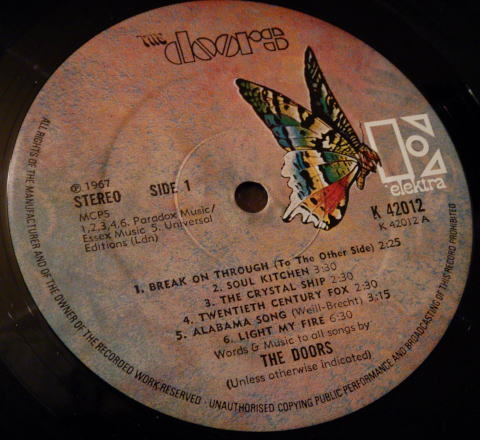 THE DOORS
elektra
K 42012
K 42012 A
℗ 1967
STEREO SIDE 1
MCPS
1,2,3,4,6. Paradox Music/
Essex Music 5. Universal
Editions (Ldn)
1. BREAK ON THROUGH (To The Other Side) 2:25
2. SOUL KITCHEN 3:30
3. THE CRYSTAL SHIP 2:30
4. TWENTIETH CENTURY FOX 2:30
5. ALABAMA SONG (Weill-Brecht) 3:15
6. LIGHT MY FIRE 6:30
Words & Music to all songs by
THE DOORS
(Unless otherwise indicated)
ALL RIGHTS OF THE MANUFACTURER AND OF THE OWNER OF THE RECORDED WORK RESERVED · UNAUTHORISED COPYING PUBLIC PERFORMANCE AND BROADCASTING OF THIS RECORD PROHIBITED